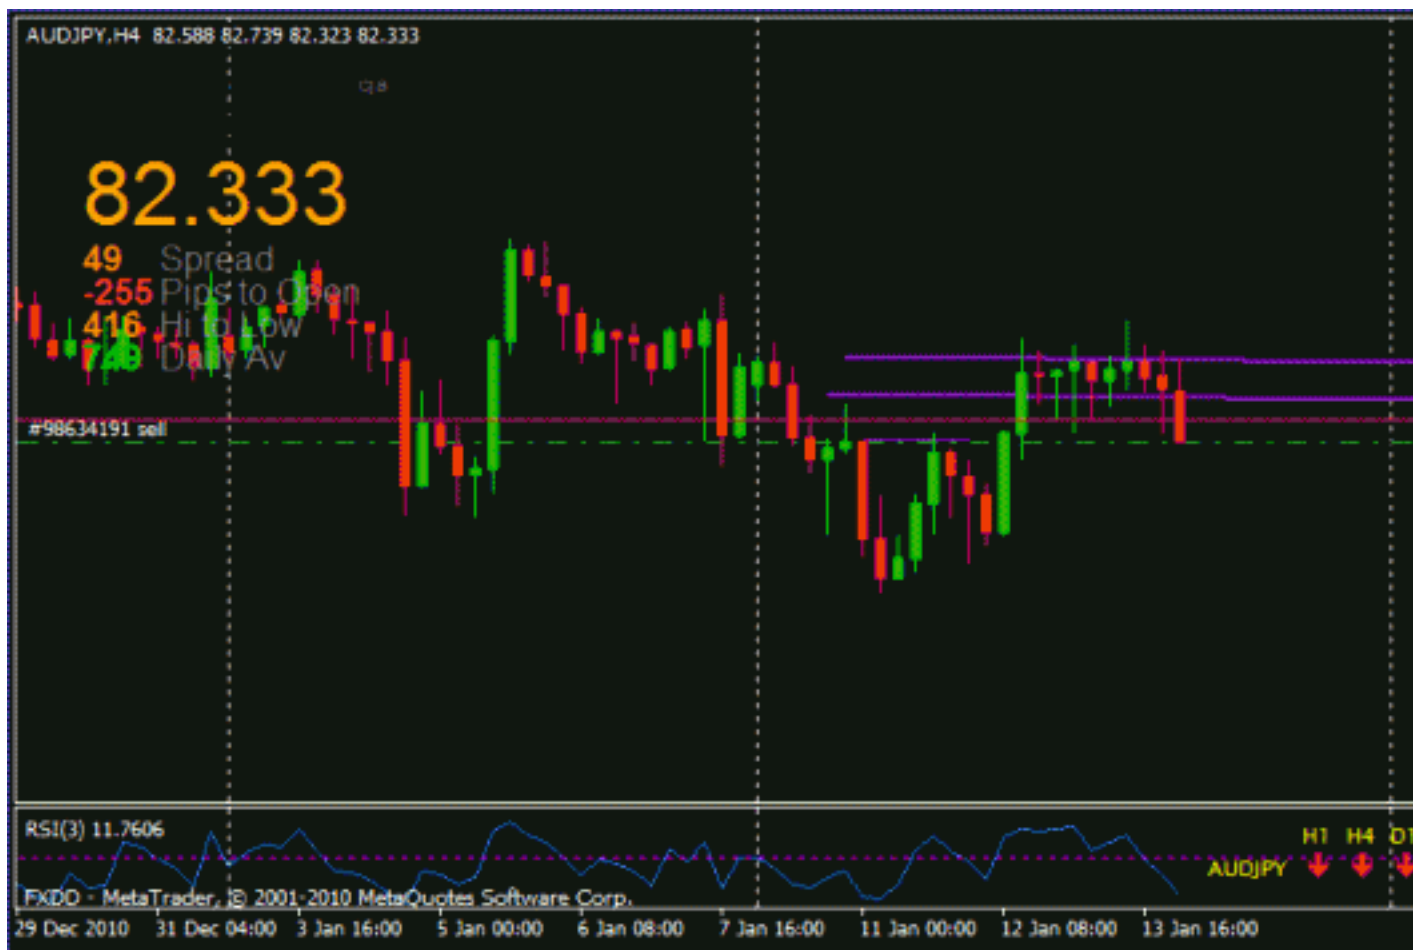 AUDJPY,H4 82.588 82.739 82.323 82.333
82.333
49 Spread
-255 Pips to Open
416 Hi to Low
Daily Av
#98634191 sell
RSI(3) 11.7606
H1 H4 D1
AUDJPY
FXDD - MetaTrader, © 2001-2010 MetaQuotes Software Corp.
29 Dec 2010 31 Dec 04:00 3 Jan 16:00 5 Jan 00:00 6 Jan 08:00 7 Jan 16:00 11 Jan 00:00 12 Jan 08:00 13 Jan 16:00